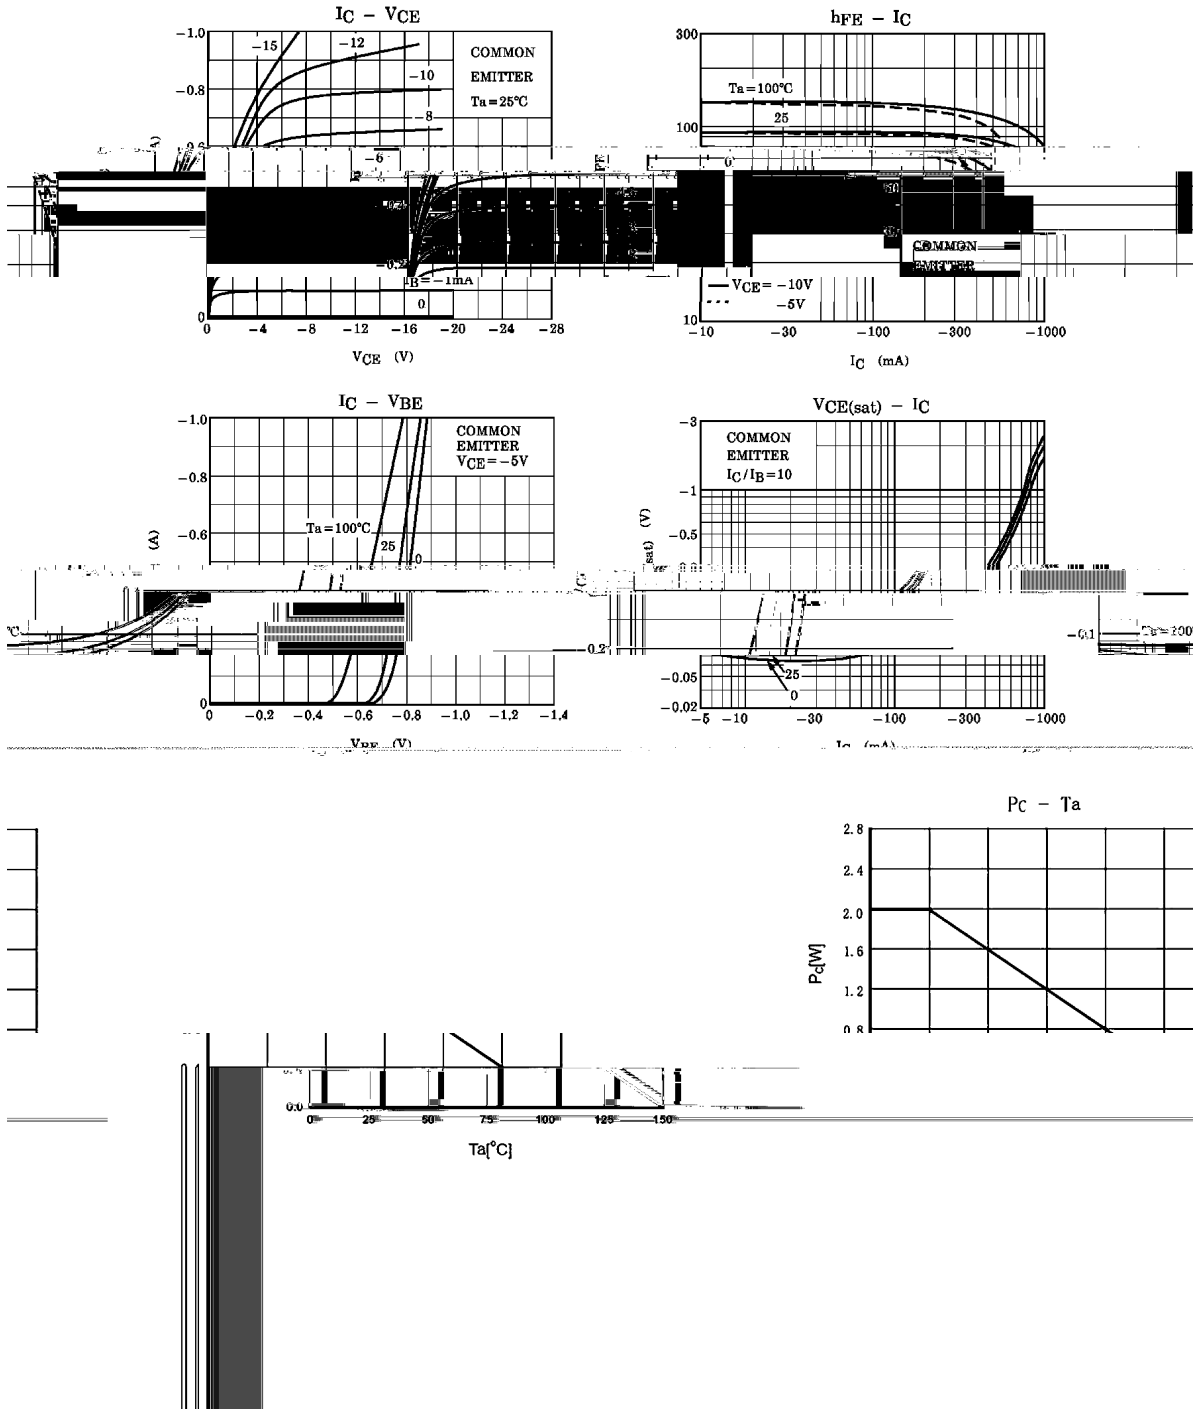 IC – VCE
-1.0
-15
-12
COMMON
EMITTER
Ta=25℃
-10
-0.8
-8
-6
IB=-1mA
0
0
0 -4 -8 -12 -16 -20 -24 -28
VCE (V)
hFE – IC
300
Ta=100℃
25
100
COMMON
EMITTER
VCE=-10V
-5V
10
-10 -30 -100 -300 -1000
IC (mA)
IC – VBE
-1.0
COMMON
EMITTER
VCE=-5V
-0.8
Ta=100℃
-0.6
25
0
(A)
0
0 -0.2 -0.4 -0.6 -0.8 -1.0 -1.2 -1.4
VBE (V)
VCE(sat) – IC
-3
COMMON
EMITTER
IC/IB=10
-1
-0.5
(V)
sat)
-0.1
-0.05
25
0
-0.02
-5 -10 -30 -100 -300 -1000
IC (mA)
PC – Ta
2.8
2.4
2.0
1.6
1.2
0.8
Pc[W]
0.0
0 25 50 75 100 125 150
Ta[°C]